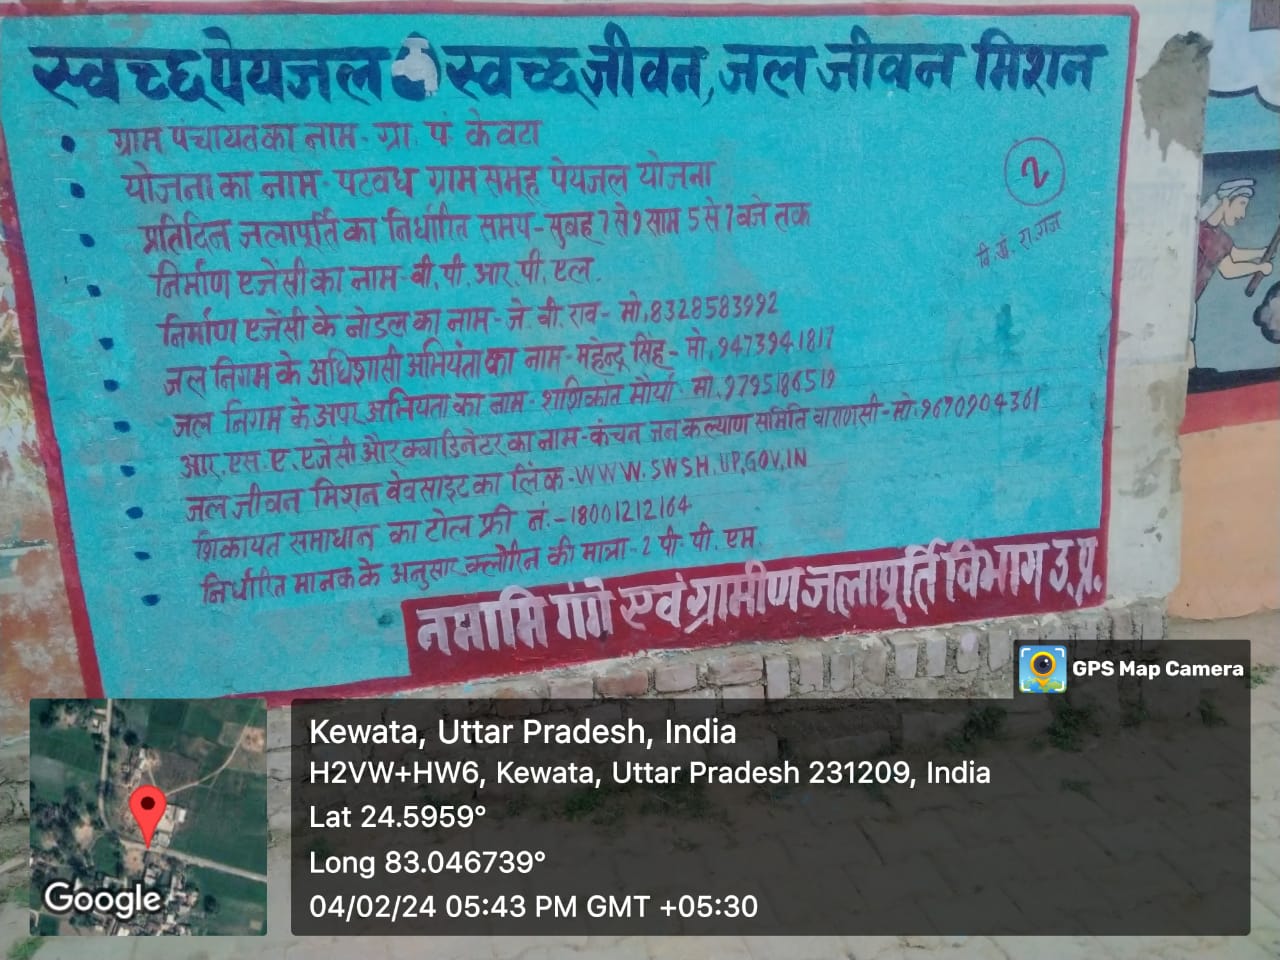 स्वच्छ पेयजल स्वच्छ जीवन, जल जीवन मिशन
ग्राम पंचायत का नाम - ग्रा. पं. केवटा
योजना का नाम - पटवध ग्राम समूह पेयजल योजना
प्रतिदिन जलापूर्ति का निर्धारित समय - सुबह 7 से 9 साम 5 से 7 बजे तक
निर्माण एजेंसी का नाम - बी. पी. आर. पी. एल.
निर्माण एजेंसी के नोडल का नाम - जे. बी. राव - मो. 8328583992
जल निगम के अधिशासी अभियंता का नाम - महेन्द्र सिंह - मो. 9473941817
जल निगम के अपर अभियंता का नाम - शशिकांत मौर्या - मो. 9795186519
आर. एस. ए. एजेंसी और क्वाडिनेटर का नाम - कंचन जन कल्याण समिति वाराणसी - मो. 9670904361
जल जीवन मिशन वेवसाइट का लिंक - WWW.SWSH.UP.GOV.IN
शिकायत समाधान का टोल फ्री नं. - 18001212164
निर्धारित मानक के अनुसार क्लोरिन की मात्रा - 2 पी. पी. एम.
नमामि गंगे एवं ग्रामीण जलापूर्ति विभाग उ. प्र.
2
वि. खं. रा. गंज
GPS Map Camera
Kewata, Uttar Pradesh, India
H2VW+HW6, Kewata, Uttar Pradesh 231209, India
Lat 24.5959°
Long 83.046739°
04/02/24 05:43 PM GMT +05:30
Google